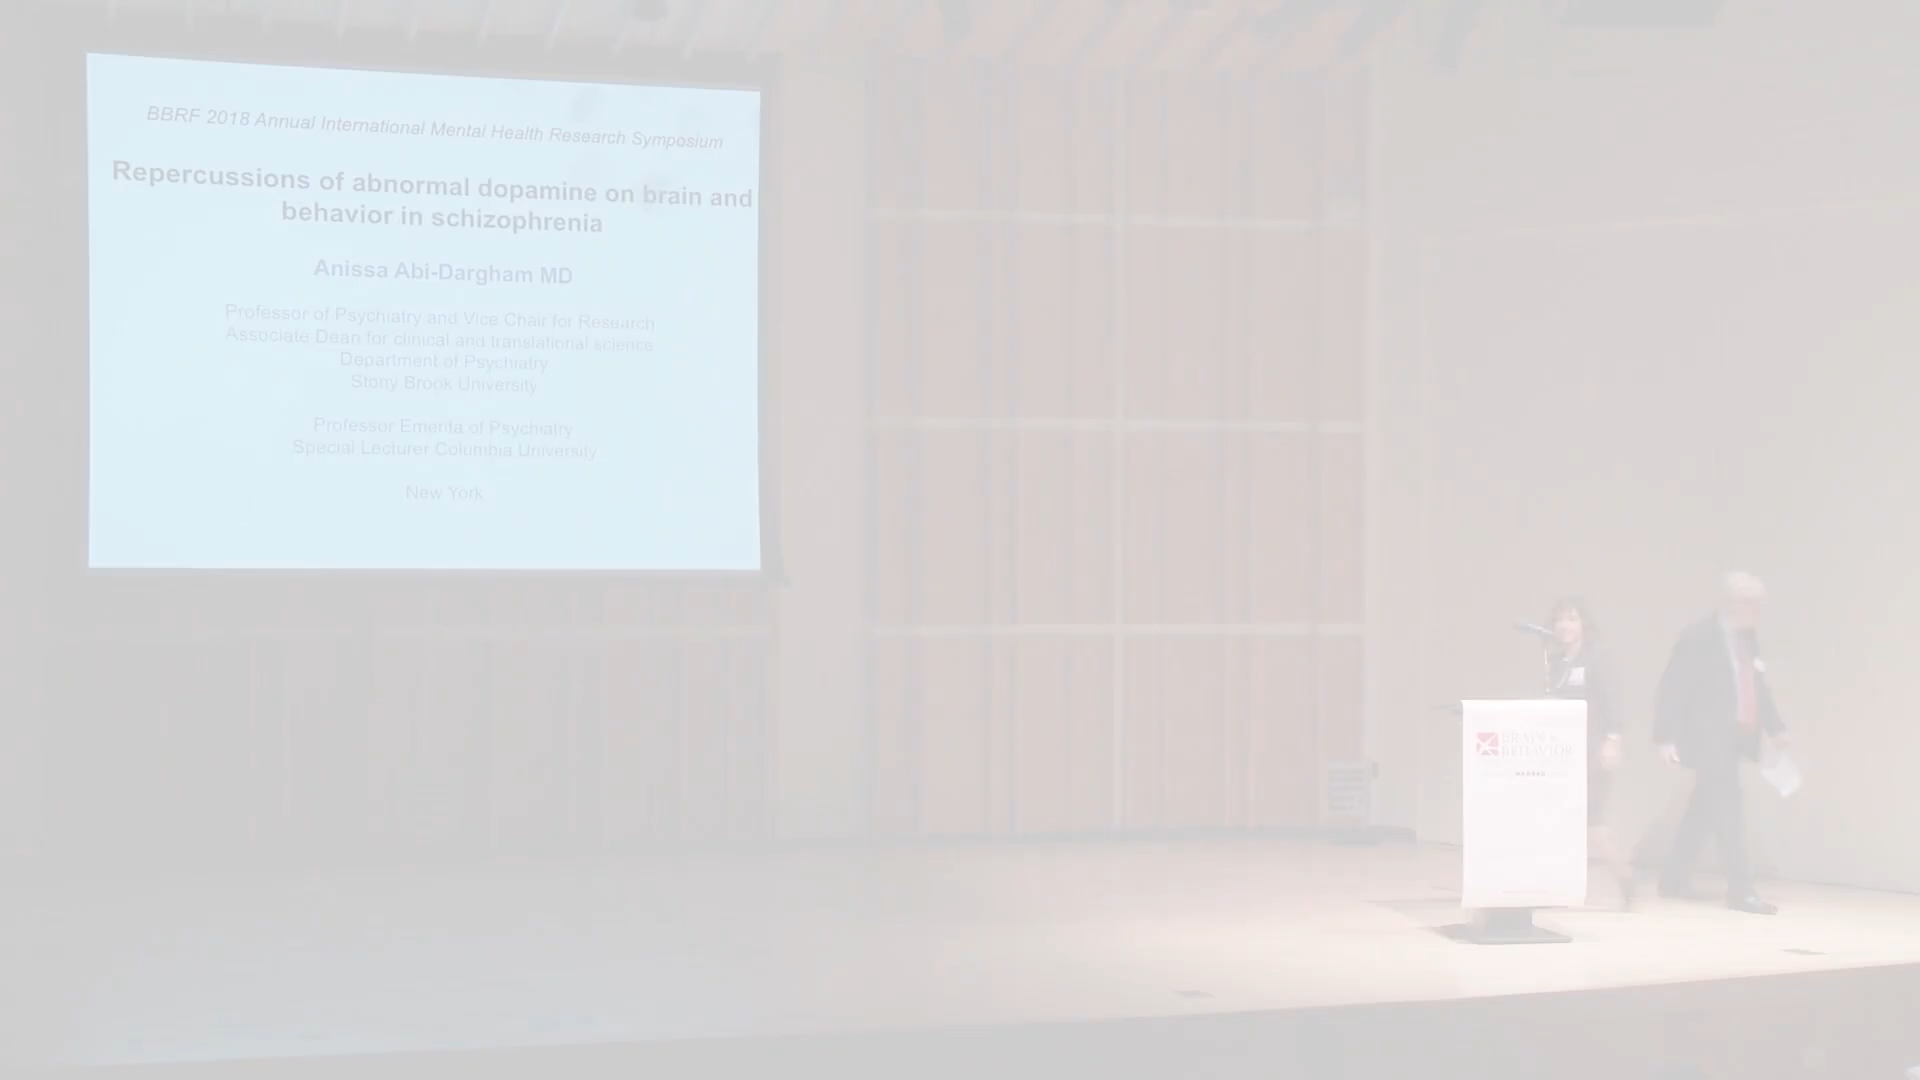 BBRF 2018 Annual International Mental Health Research Symposium
Repercussions of abnormal dopamine on brain and
behavior in schizophrenia
Anissa Abi-Dargham MD
Professor of Psychiatry and Vice Chair for Research
Associate Dean for clinical and translational science
Department of Psychiatry
Stony Brook University
Professor Emerita of Psychiatry
Special Lecturer Columbia University
New York
BRAIN &
BEHAVIOR